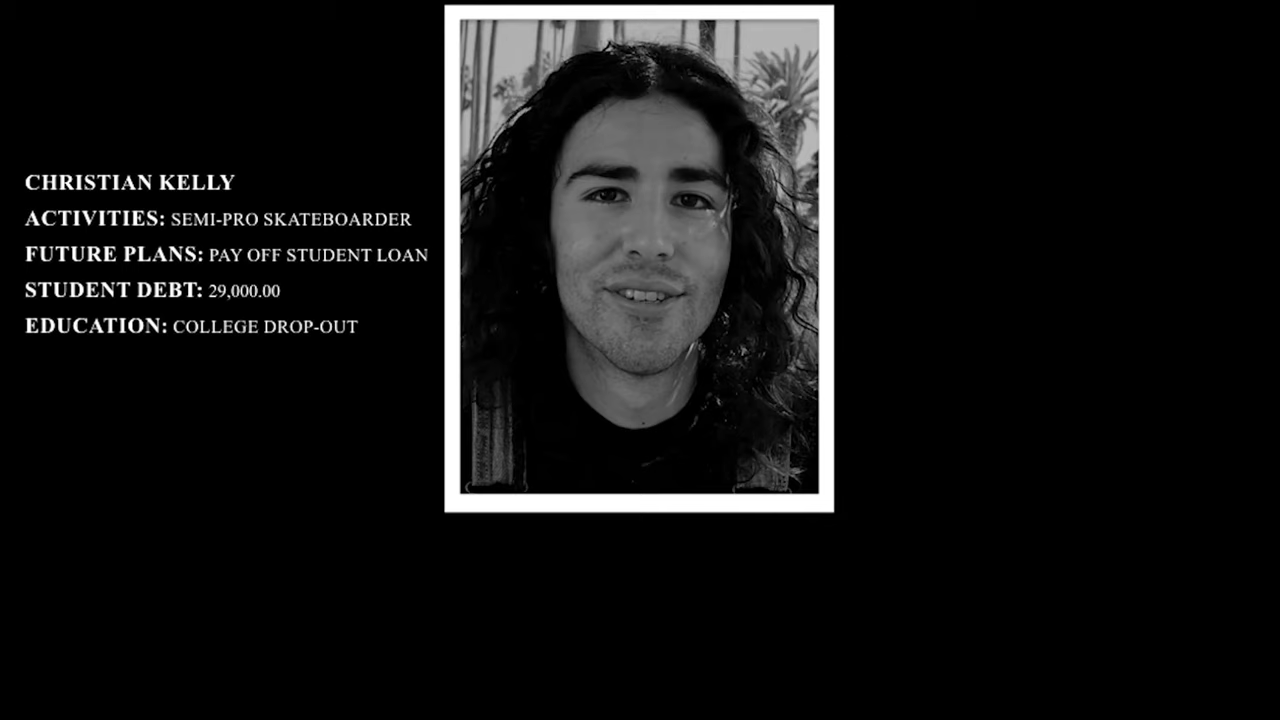 CHRISTIAN KELLY
ACTIVITIES: SEMI-PRO SKATEBOARDER
FUTURE PLANS: PAY OFF STUDENT LOAN
STUDENT DEBT: 29,000.00
EDUCATION: COLLEGE DROP-OUT